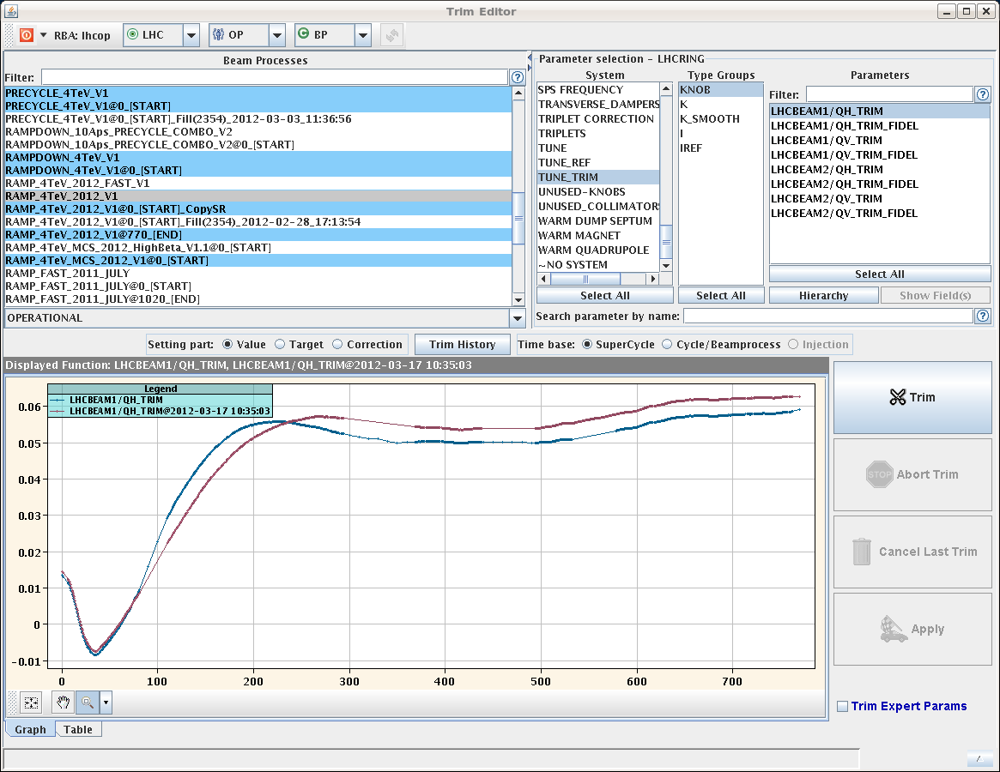 Trim Editor
RBA: lhcop
LHC
OP
BP
Beam Processes
Filter:
PRECYCLE_4TeV_V1
PRECYCLE_4TeV_V1@0_[START]
PRECYCLE_4TeV_V1@0_[START]_Fill(2354)_2012-03-03_11:36:56
RAMPDOWN_10Aps_PRECYCLE_COMBO_V2
RAMPDOWN_10Aps_PRECYCLE_COMBO_V2@0_[START]
RAMPDOWN_4TeV_V1
RAMPDOWN_4TeV_V1@0_[START]
RAMP_4TeV_2012_FAST_V1
RAMP_4TeV_2012_V1
RAMP_4TeV_2012_V1@0_[START]_CopySR
RAMP_4TeV_2012_V1@0_[START]_Fill(2354)_2012-02-28_17:13:54
RAMP_4TeV_2012_V1@770_[END]
RAMP_4TeV_MCS_2012_HighBeta_V1.1@0_[START]
RAMP_4TeV_MCS_2012_V1@0_[START]
RAMP_FAST_2011_JULY
RAMP_FAST_2011_JULY@0_[START]
RAMP_FAST_2011_JULY@1020_[END]
OPERATIONAL
Parameter selection - LHCRING
System
SPS FREQUENCY
TRANSVERSE_DAMPERS
TRIPLET CORRECTION
TRIPLETS
TUNE
TUNE_REF
TUNE_TRIM
UNUSED-KNOBS
UNUSED_COLLIMATORS
WARM DUMP SEPTUM
WARM MAGNET
WARM QUADRUPOLE
~NO SYSTEM
Select All
Type Groups
KNOB
K
K_SMOOTH
I
IREF
Select All
Parameters
Filter:
LHCBEAM1/QH_TRIM
LHCBEAM1/QH_TRIM_FIDEL
LHCBEAM1/QV_TRIM
LHCBEAM1/QV_TRIM_FIDEL
LHCBEAM2/QH_TRIM
LHCBEAM2/QH_TRIM_FIDEL
LHCBEAM2/QV_TRIM
LHCBEAM2/QV_TRIM_FIDEL
Select All
Hierarchy
Show Field(s)
Search parameter by name:
Setting part: Value Target Correction
Trim History
Time base: SuperCycle Cycle/Beamprocess Injection
Displayed Function: LHCBEAM1/QH_TRIM, LHCBEAM1/QH_TRIM@2012-03-17 10:35:03
Legend
LHCBEAM1/QH_TRIM
LHCBEAM1/QH_TRIM@2012-03-17 10:35:03
0.06
0.05
0.04
0.03
0.02
0.01
0
-0.01
0 100 200 300 400 500 600 700
Trim
STOP
Abort Trim
Cancel Last Trim
Apply
Trim Expert Params
Graph
Table